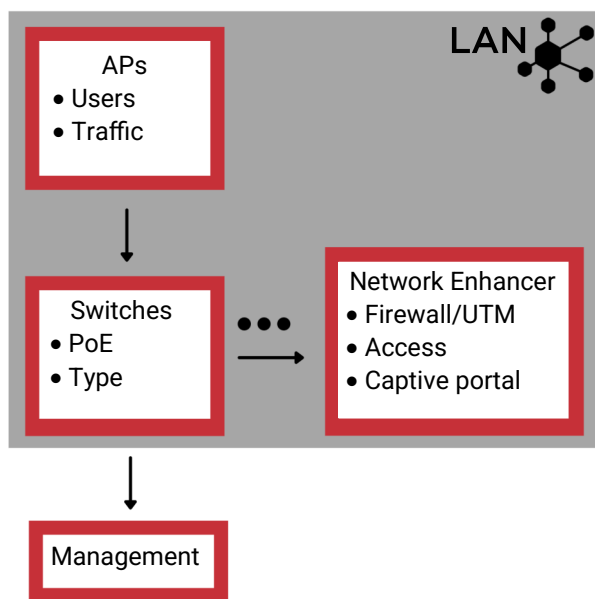 LAN
APs
• Users
• Traffic
Switches
• PoE
• Type
Network Enhancer
• Firewall/UTM
• Access
• Captive portal
Management